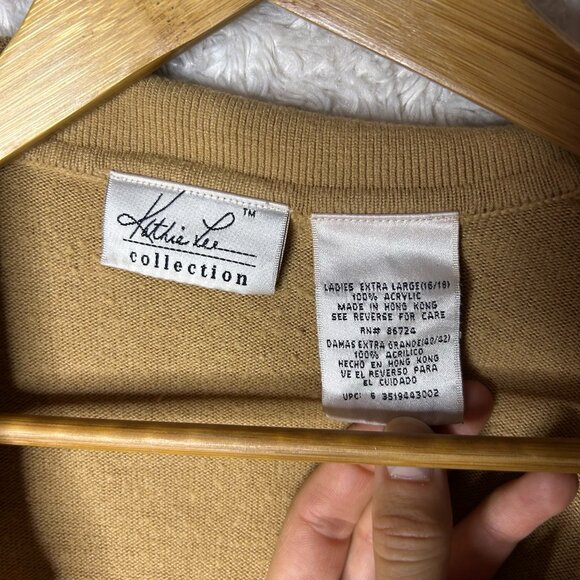 Kathie Lee ™
collection
LADIES EXTRA LARGE(16/18)
100% ACRYLIC
MADE IN HONG KONG
SEE REVERSE FOR CARE
RN# 86724
DAMAS EXTRA GRANDE(40/42)
100% ACRILICO
HECHO EN HONG KONG
VE EL REVERSO PARA
EL CUIDADO
UPC: 6 3519443002